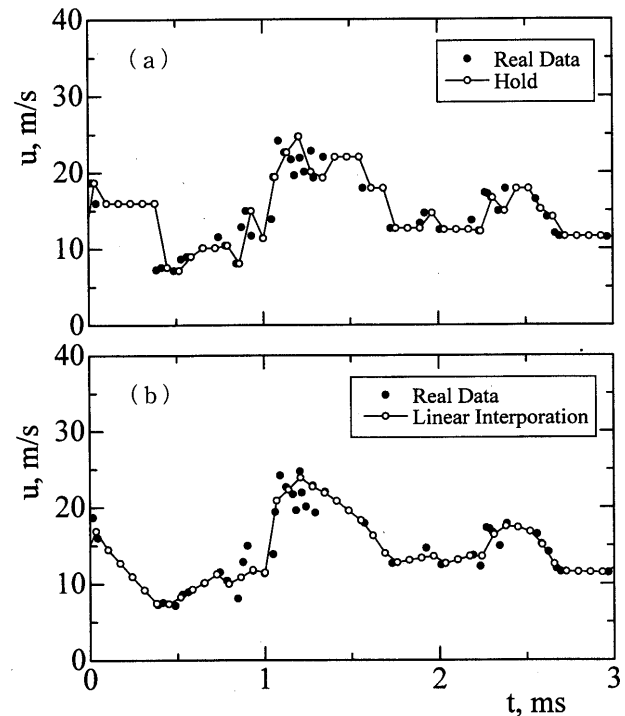 40
(a)
Real Data
Hold
30
u, m/s
20
10
0
40
(b)
Real Data
Linear Interporation
30
u, m/s
20
10
0
0 1 2 3
t, ms